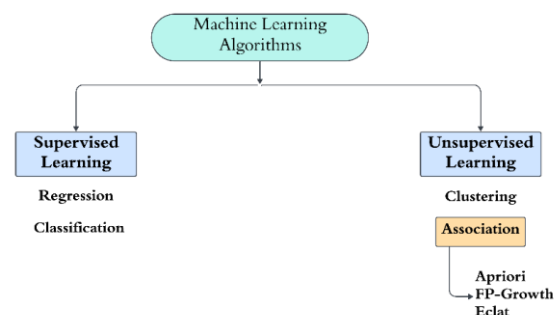 Machine Learning
Algorithms
Supervised
Learning
Regression
Classification
Unsupervised
Learning
Clustering
Association
Apriori
FP-Growth
Eclat